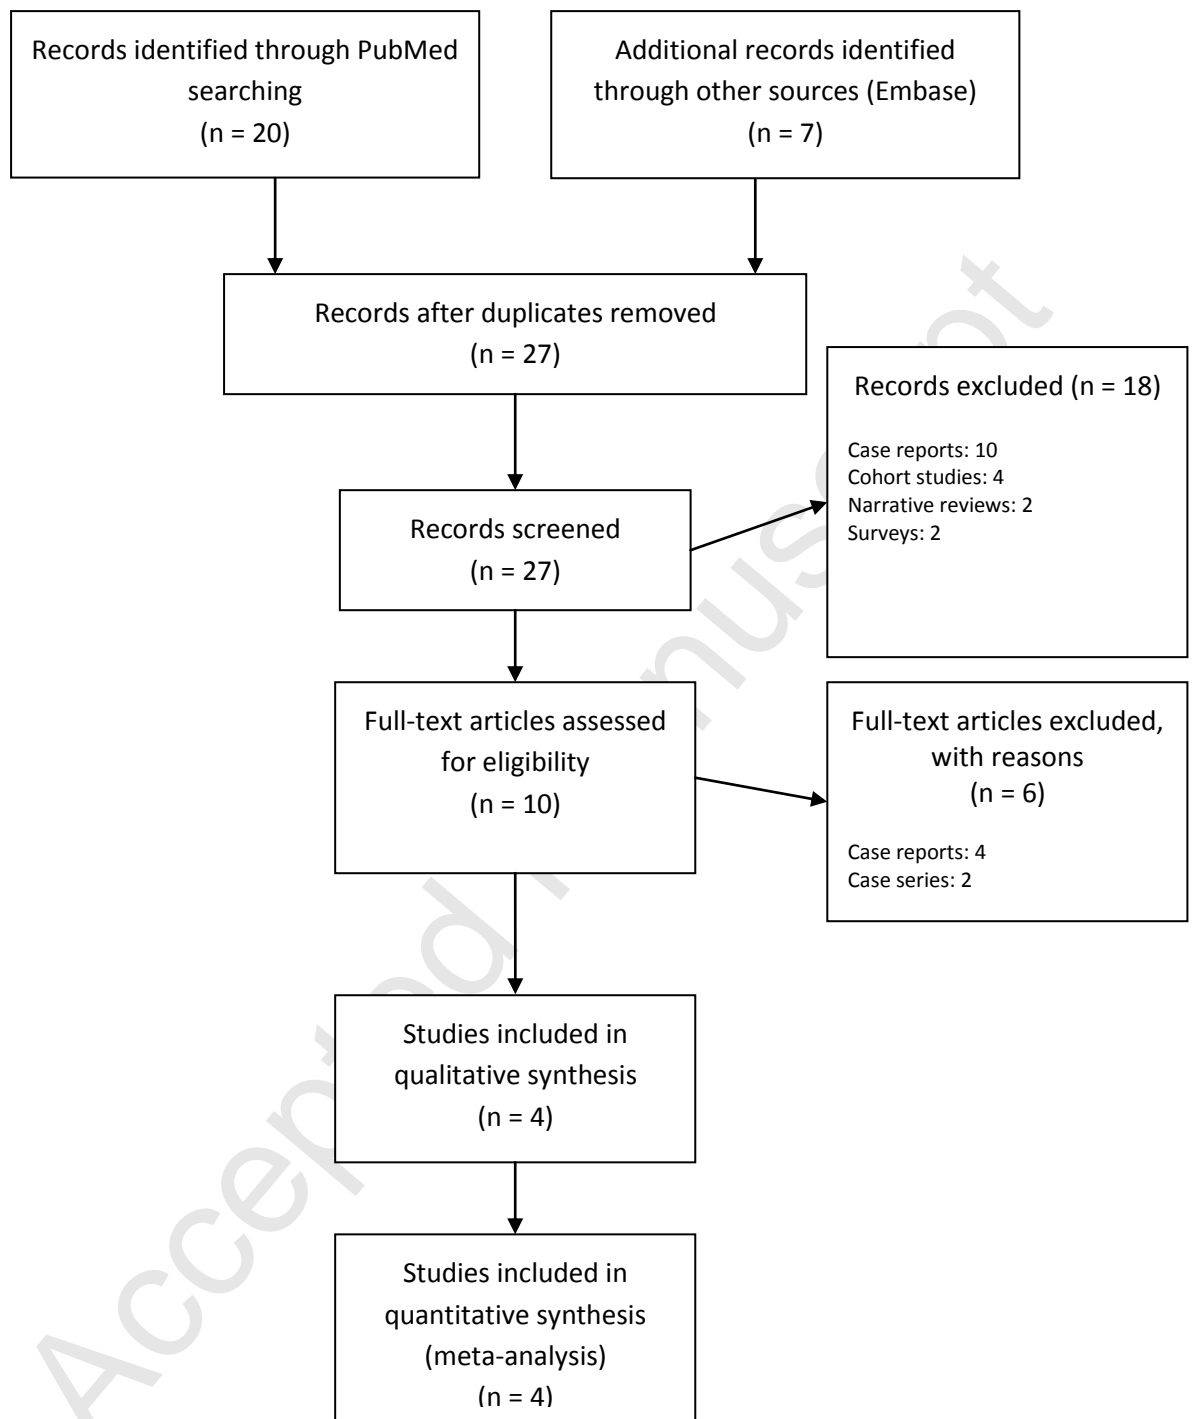 Records identified through PubMed
searching
(n = 20)
Additional records identified
through other sources (Embase)
(n = 7)
Records after duplicates removed
(n = 27)
Records excluded (n = 18)
Case reports: 10
Cohort studies: 4
Narrative reviews: 2
Surveys: 2
Records screened
(n = 27)
Full-text articles assessed
for eligibility
(n = 10)
Full-text articles excluded,
with reasons
(n = 6)
Case reports: 4
Case series: 2
Studies included in
qualitative synthesis
(n = 4)
Studies included in
quantitative synthesis
(meta-analysis)
(n = 4)
Accepted Manuscript